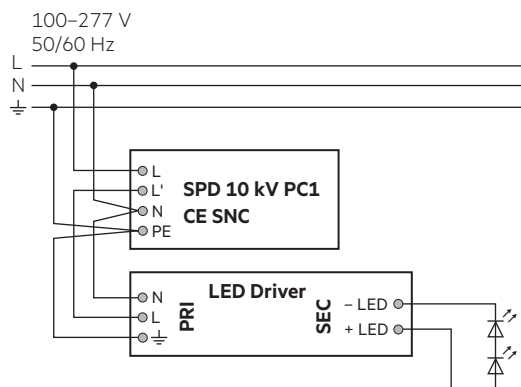 100–277 V
50/60 Hz
L
N
L
L'
SPD 10 kV PC1
N
CE SNC
PE
LED Driver
N
L
PRI
SEC
– LED
+ LED